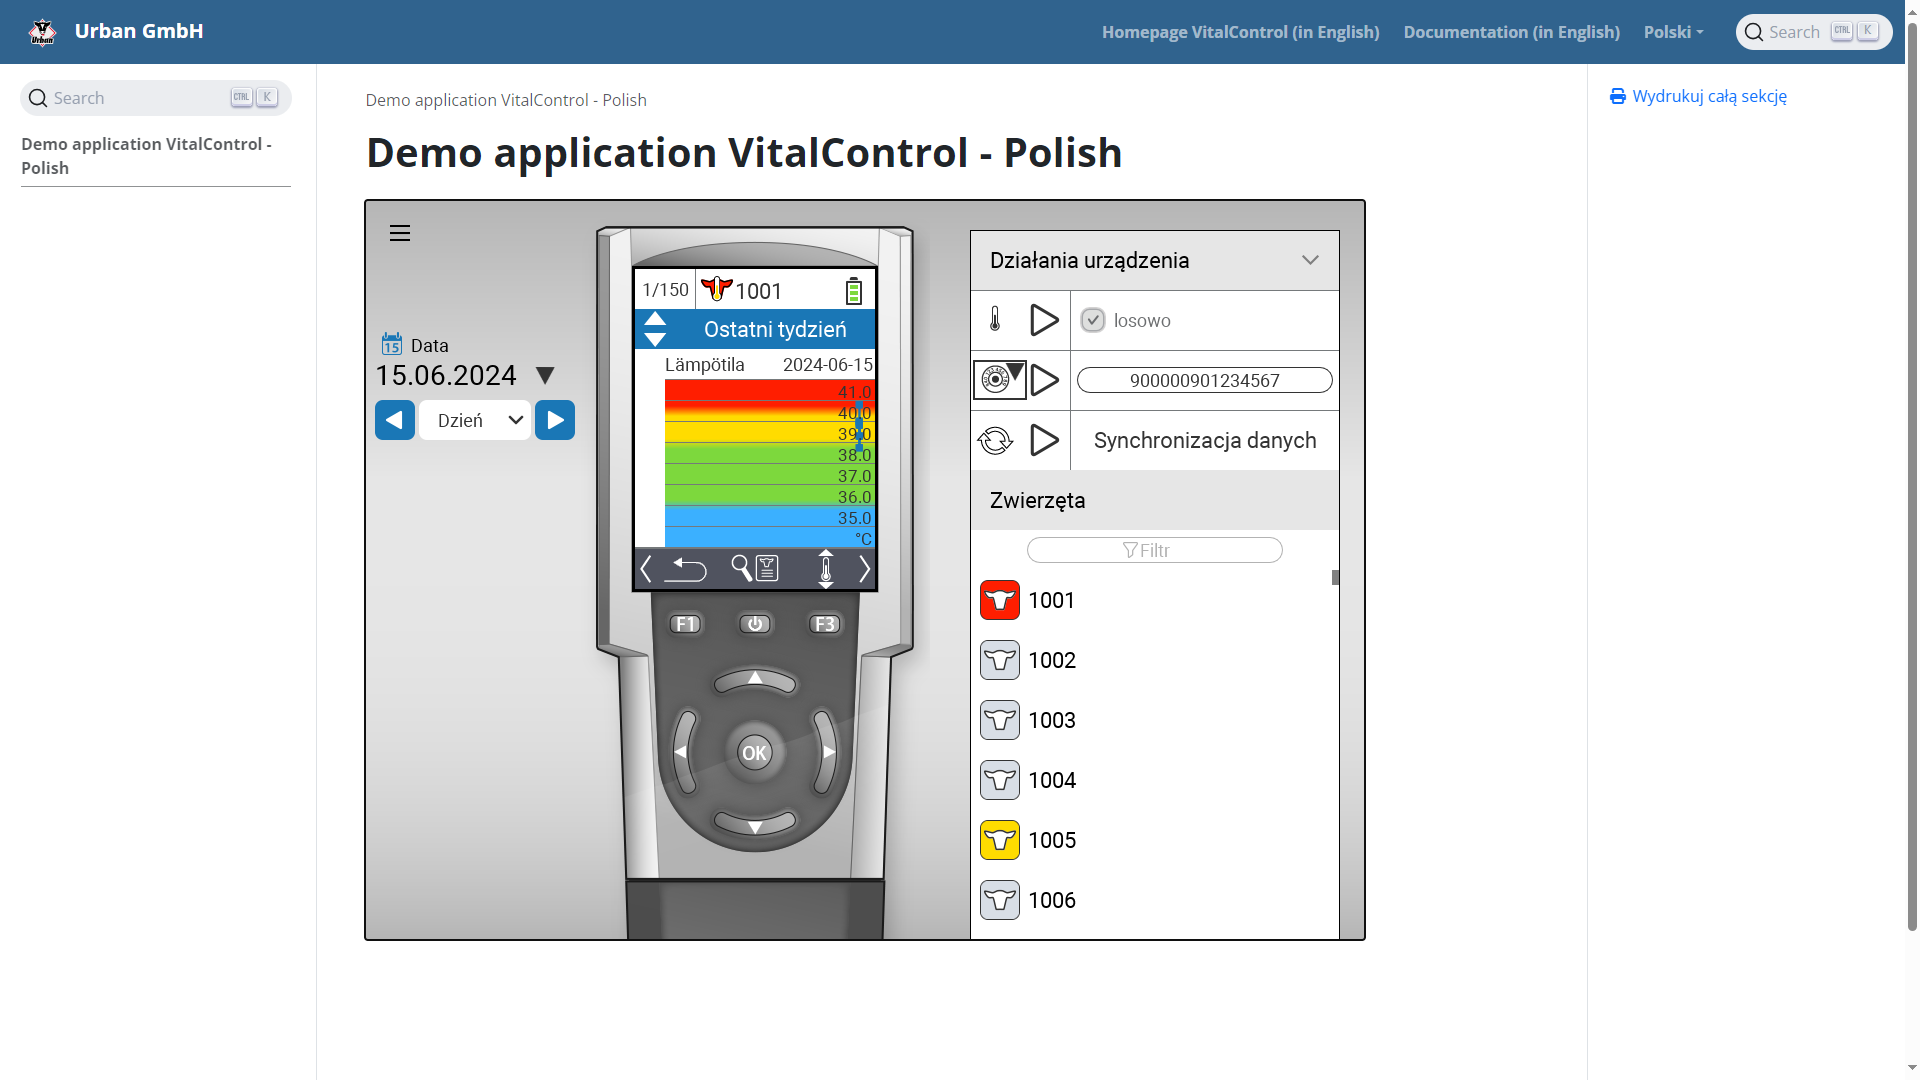 Urban GmbH
Homepage VitalControl (in English)
Documentation (in English)
Polski
Search CTRL K
Search CTRL K
Demo application VitalControl -
Polish
Demo application VitalControl - Polish
Demo application VitalControl - Polish
Wydrukuj całą sekcję
15 Data
15.06.2024
Dzień
1/150 1001
Ostatni tydzień
Lämpötila 2024-06-15
41.0
40.0
39.0
38.0
37.0
36.0
35.0
°C
F1 F3
OK
Działania urządzenia
losowo
900000901234567
Synchronizacja danych
Zwierzęta
Filtr
1001
1002
1003
1004
1005
1006